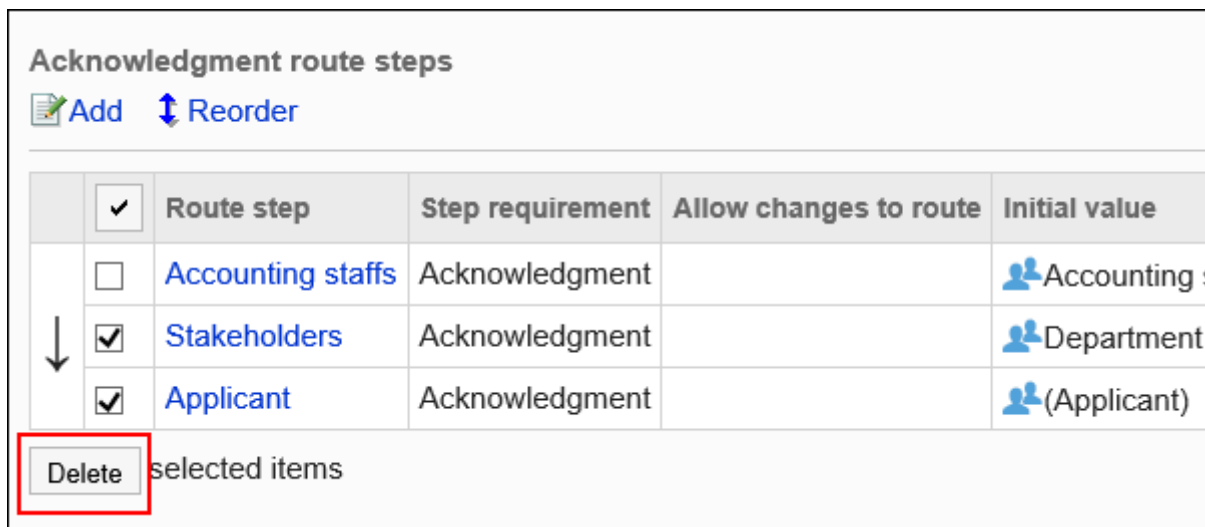 Acknowledgment route steps
Add Reorder
Route step Step requirement Allow changes to route Initial value
Accounting staffs Acknowledgment Accounting
Stakeholders Acknowledgment Department
Applicant Acknowledgment (Applicant)
Delete selected items